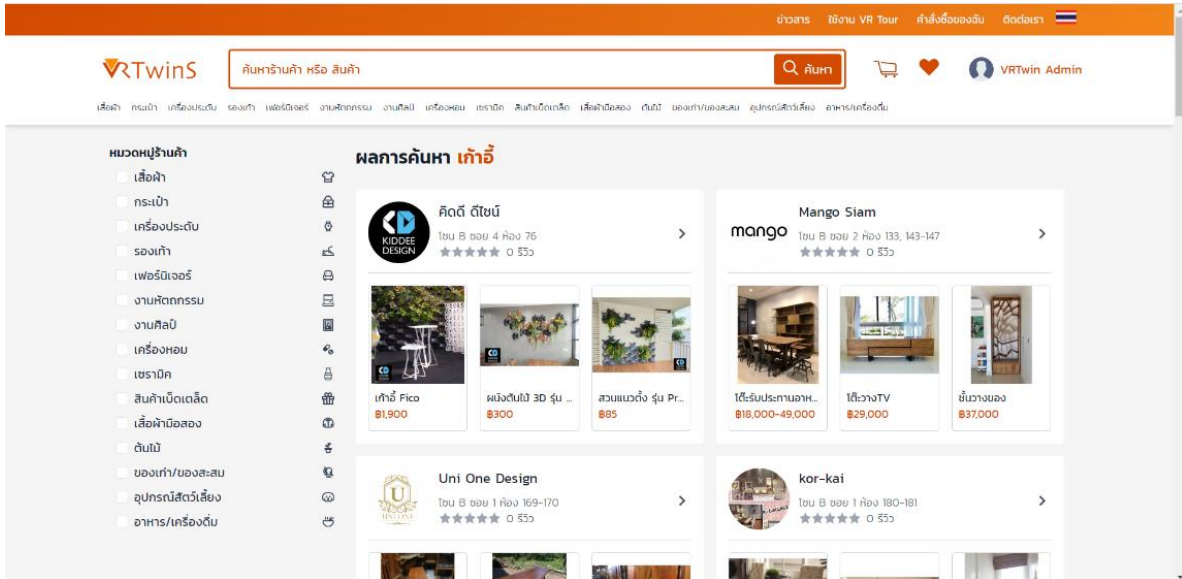 ข่าวสาร ใช้งาน VR Tour คำสั่งซื้อของฉัน ติดต่อเรา
VRTwinS ค้นหาร้านค้า หรือ สินค้า ค้นหา VRTwin Admin
เสื้อผ้า กระเป๋า เครื่องประดับ รองเท้า เฟอร์นิเจอร์ งานหัตถกรรม งานศิลป์ เครื่องหอม เซรามิค สินค้าเบ็ดเตล็ด เสื้อผ้ามือสอง ต้นไม้ ของเก่า/ของสะสม อุปกรณ์สัตว์เลี้ยง อาหาร/เครื่องดื่ม
หมวดหมู่ร้านค้า
เสื้อผ้า
กระเป๋า
เครื่องประดับ
รองเท้า
เฟอร์นิเจอร์
งานหัตถกรรม
งานศิลป์
เครื่องหอม
เซรามิค
สินค้าเบ็ดเตล็ด
เสื้อผ้ามือสอง
ต้นไม้
ของเก่า/ของสะสม
อุปกรณ์สัตว์เลี้ยง
อาหาร/เครื่องดื่ม
ผลการค้นหา เก้าอี้
KIDDEE
DESIGN
คิดดี ดีไซน์
โซน B ซอย 4 ห้อง 76
0 รีวิว
เก้าอี้ Fico
฿1,900
ผนังต้นไม้ 3D รุ่น ...
฿300
สวนแนวตั้ง รุ่น Pr...
฿85
mango
Mango Siam
โซน B ซอย 2 ห้อง 133, 143-147
0 รีวิว
โต๊ะรับประทานอาห...
฿18,000-49,000
โต๊ะวางTV
฿29,000
ชั้นวางของ
฿37,000
U
UNI ONE
Uni One Design
โซน B ซอย 1 ห้อง 169-170
0 รีวิว
kor-kai
โซน B ซอย 1 ห้อง 180-181
0 รีวิว